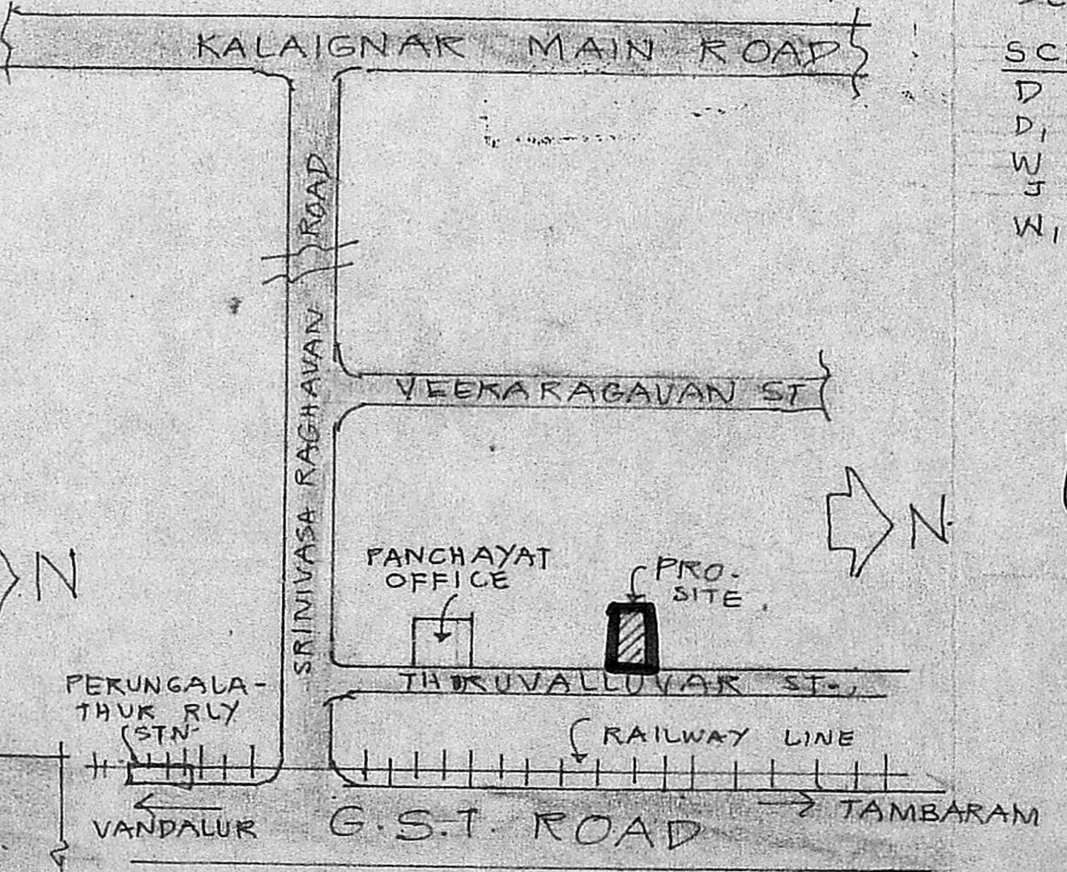 KALAIGNAR MAIN ROAD
SC
D
D1
W
J
W1
SRINIVASA RAGHAVAN ROAD
VEERARAGAVAN ST
N
N
PANCHAYAT
OFFICE
PRO.
SITE.
THIRUVALLUVAR ST.
PERUNGALA-
THUR RLY
STN
RAILWAY LINE
VANDALUR
G.S.T. ROAD
TAMBARAM